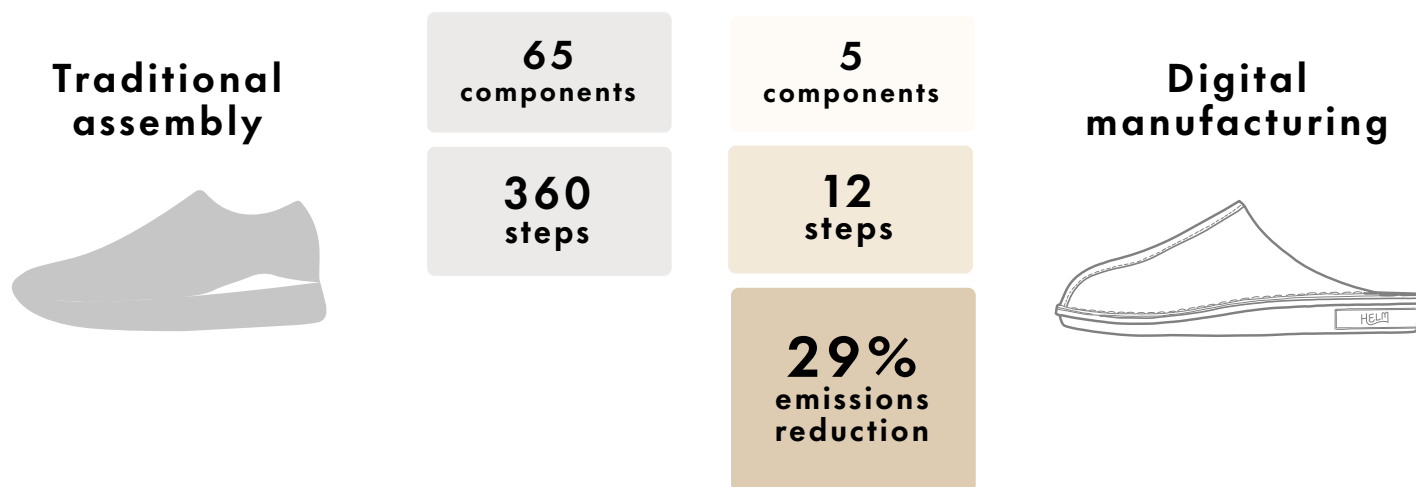 Traditional
assembly
65
components
360
steps
5
components
12
steps
29%
emissions
reduction
Digital
manufacturing
HELM